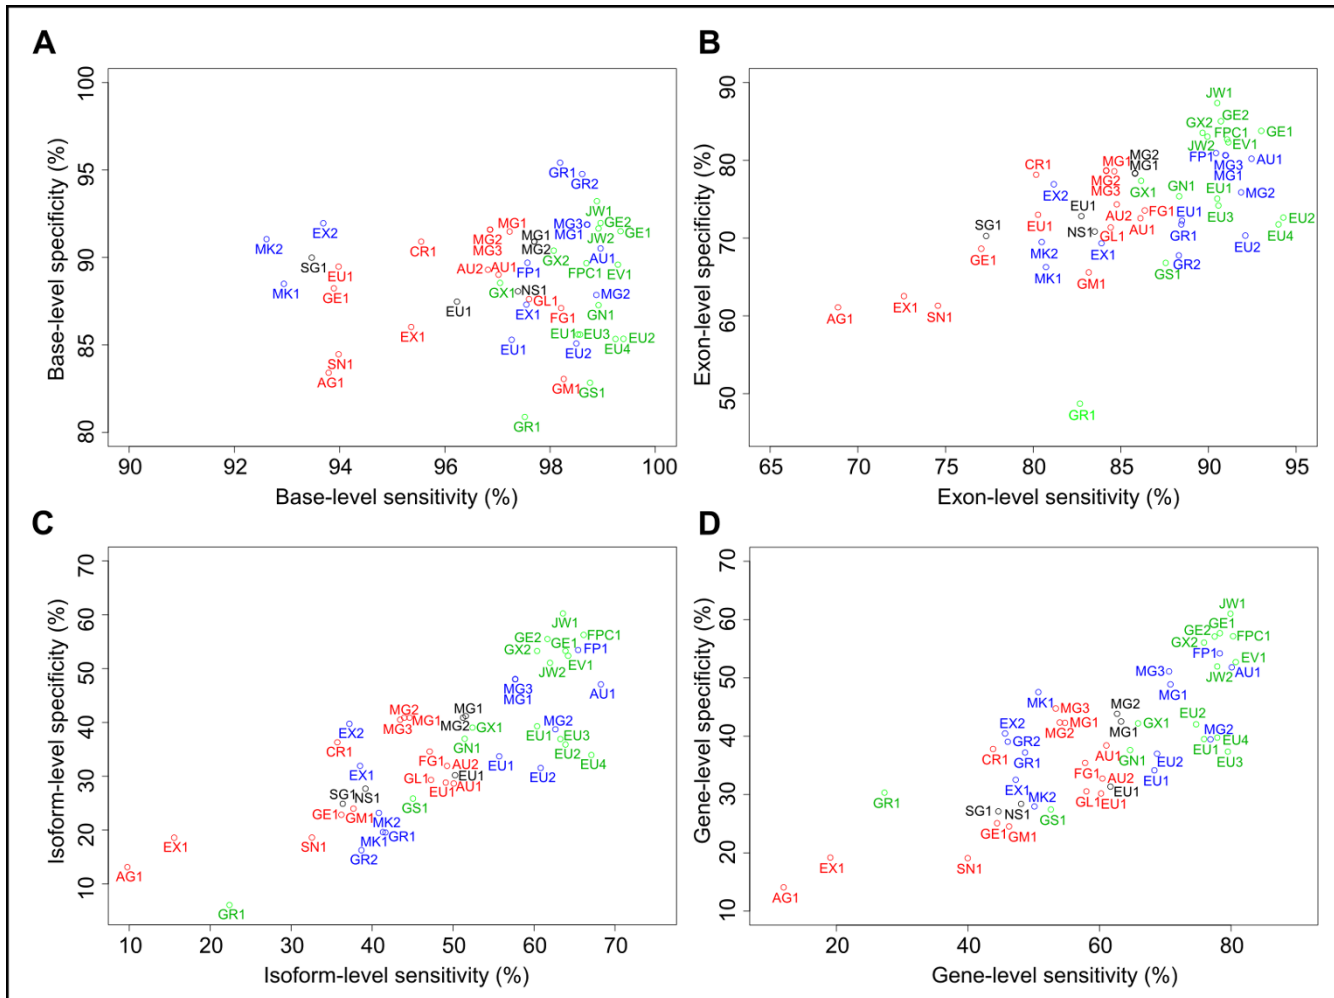 A
100
95
90
85
80
Base-level specificity (%)
GR1
GR2
JW1
MG3 GE2
MG1 MG1 GE1
EX2 MG2 MG1 JW2
MK2 CR1 MG3 MG2 GX2 AU1
SG1 EU1 AU2 AU1 FP1 FPC1 EV1
MK1 GE1 GX1 NS1 MG2
EU1 GL1 GN1
EX1 EX1 FG1
EU1 EU1 EU3 EU2
EU2 EU4
SN1
AG1 GM1 GS1
GR1
90 92 94 96 98 100
Base-level sensitivity (%)
B
90
80
70
60
50
Exon-level specificity (%)
JW1
GX2 GE2
FPC1 GE1
JW2 EV1
CR1 MG1 MG2 FP1 MG3 AU1
MG2 MG1 MG1
EX2 MG3 GX1 GN1 EU1 MG2
EU1 EU1 AU2 FG1 EU1 EU3 EU2
SG1 NS1 GL1 AU1 GR1 EU4
GE1 MK2 EX1 GR2 EU2
MK1 GM1 GS1
AG1 EX1 SN1
GR1
65 70 75 80 85 90 95
Exon-level sensitivity (%)
C
70
60
50
40
30
20
10
Isoform-level specificity (%)
JW1
GE2 GE1 FPC1
GX2 FP1
JW2 EV1
MG3 AU1
MG1
MG2 MG1
MG3 MG1 MG2 GX1 MG2
EX2 EU1 EU3
CR1 GN1 EU2
FG1 AU2 EU1 EU4
EX1 GL1 EU1 EU2
SG1 NS1 EU1 AU1
GE1 GM1 GS1
MK2
EX1 SN1 MK1 GR1
AG1 GR2
GR1
10 20 30 40 50 60 70
Isoform-level sensitivity (%)
D
70
60
50
40
30
20
10
Gene-level specificity (%)
JW1
GE2 GE1
GX2 FPC1
FP1
MG3 JW2 EV1
AU1
MK1 MG1
MG3 MG2 EU2
EX2 MG2 MG1 MG1 GX1 MG2
GR2 EU4
CR1 GR1 AU1 GN1 EU1
FG1 EU2 EU3
EX1 AU2 EU1
GR1 MK2 GL1 EU1 EU1
SG1 NS1 GS1
GE1 GM1
EX1 SN1
AG1
20 40 60 80
Gene-level sensitivity (%)